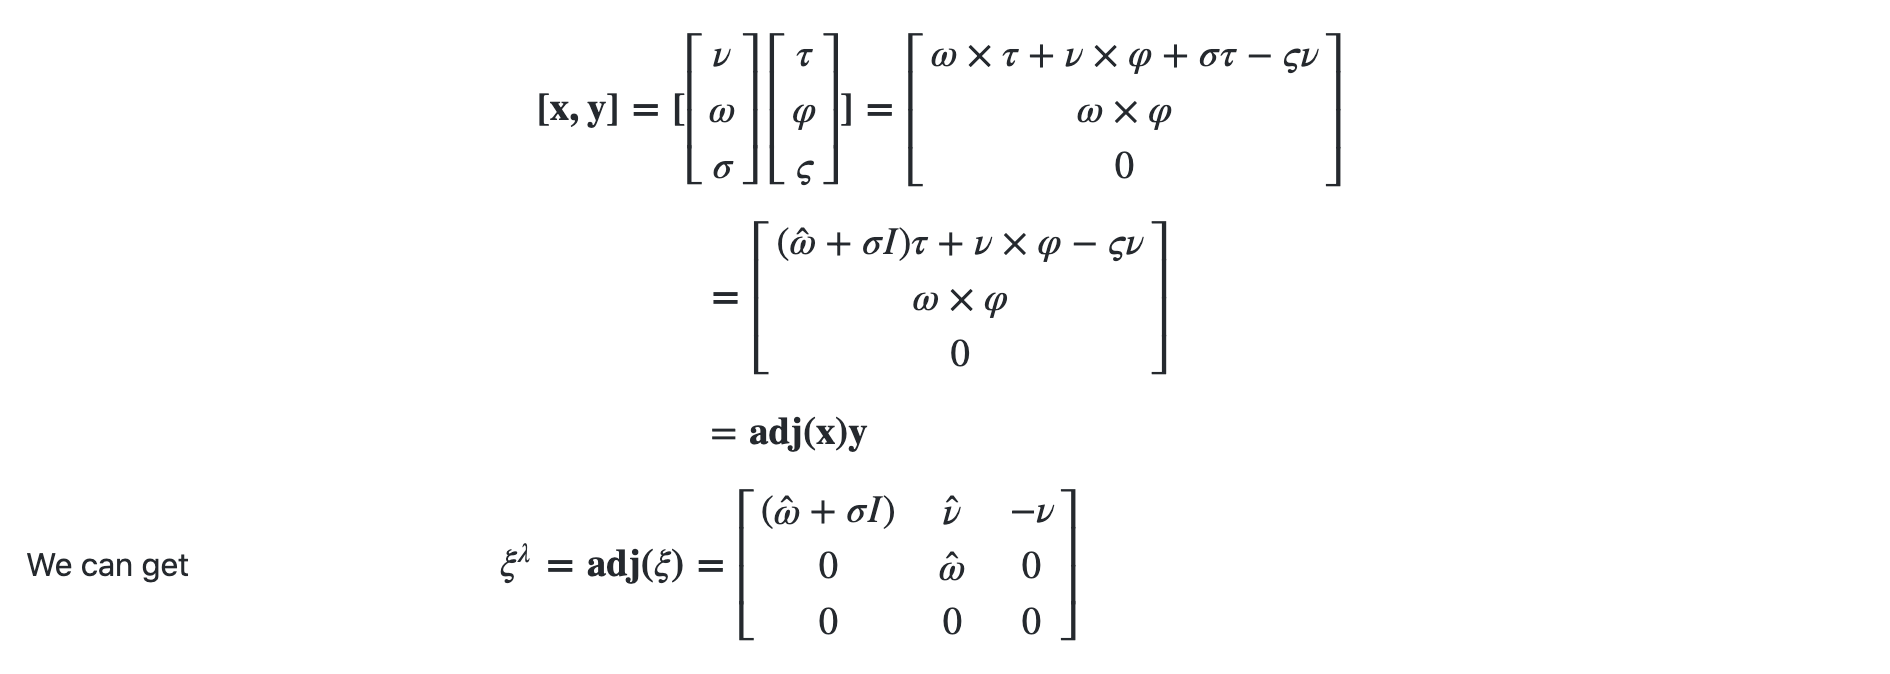 [x, y] = [ [ν ω σ] [τ φ ς] ] = [ω × τ + ν × φ + στ − ςν; ω × φ; 0]
= [(ω̂ + σI)τ + ν × φ − ςν; ω × φ; 0]
= adj(x)y
We can get ξ^λ = adj(ξ) = [(ω̂ + σI) ν̂ −ν; 0 ω̂ 0; 0 0 0]